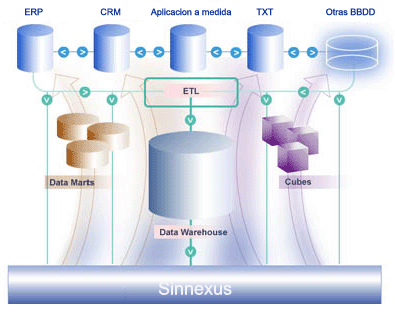 ERP
CRM
Aplicacion a medida
TXT
Otras BBDD
ETL
Data Marts
Cubes
Data Warehouse
Sinnexus